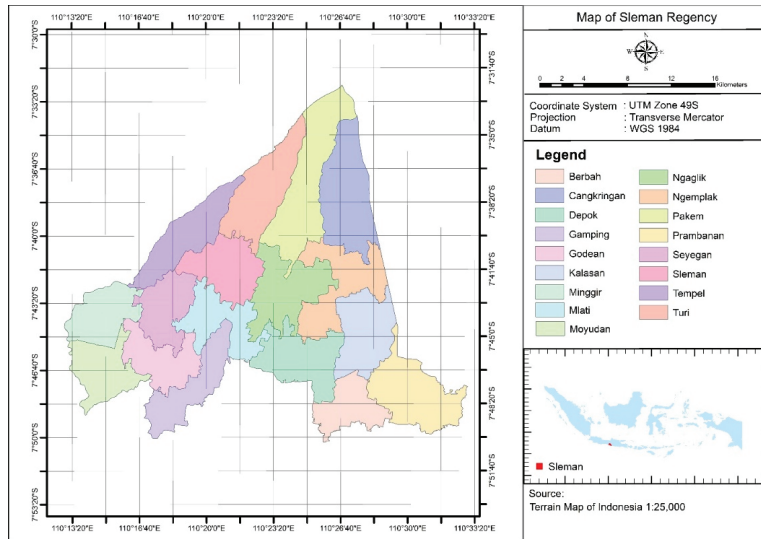 Map of Sleman Regency
N
W E
S
0 2 4 8 12 16
Kilometers
Coordinate System : UTM Zone 49S
Projection : Transverse Mercator
Datum : WGS 1984
Legend
Berbah
Cangkringan
Depok
Gamping
Godean
Kalasan
Minggir
Mlati
Moyudan
Ngaglik
Ngemplak
Pakem
Prambanan
Seyegan
Sleman
Tempel
Turi
Sleman
Source:
Terrain Map of Indonesia 1:25,000
110°13'20"E 110°16'40"E 110°20'0"E 110°23'20"E 110°26'40"E 110°30'0"E 110°33'20"E
7°30'0"S
7°33'20"S
7°36'40"S
7°40'0"S
7°43'20"S
7°46'40"S
7°50'0"S
7°53'20"S
7°31'40"S
7°35'0"S
7°38'20"S
7°41'40"S
7°45'0"S
7°48'20"S
7°51'40"S
110°13'20"E 110°16'40"E 110°20'0"E 110°23'20"E 110°26'40"E 110°30'0"E 110°33'20"E